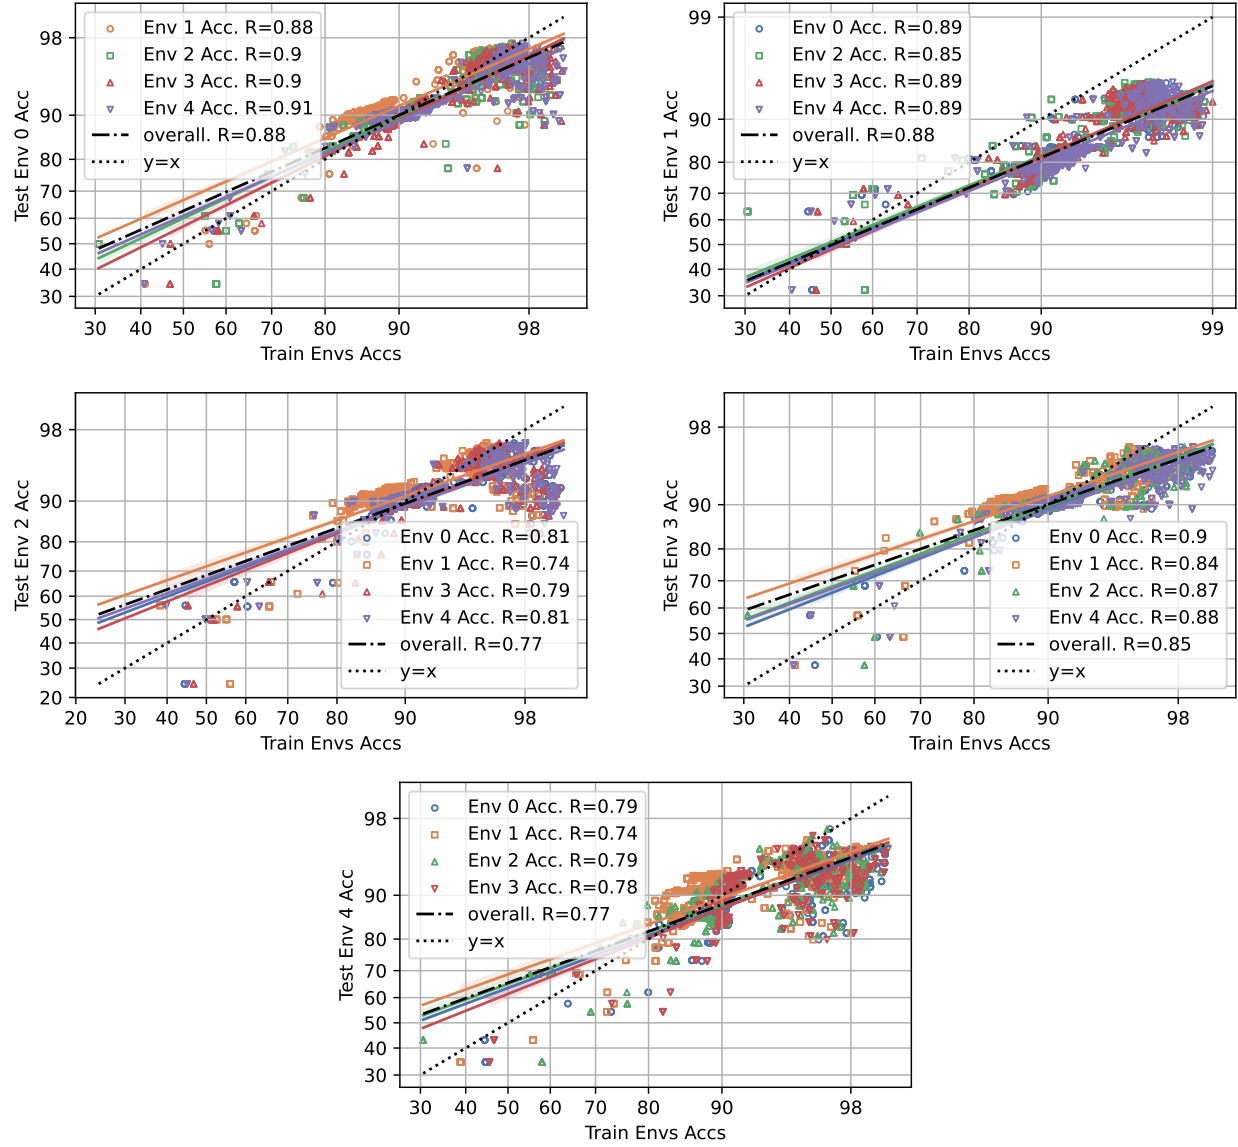 98
90
80
70
60
50
40
30
Test Env 0 Acc
Env 1 Acc. R=0.88
Env 2 Acc. R=0.9
Env 3 Acc. R=0.9
Env 4 Acc. R=0.91
overall. R=0.88
y=x
30 40 50 60 70 80 90 98
Train Envs Accs
99
90
80
70
60
50
40
30
Test Env 1 Acc
Env 0 Acc. R=0.89
Env 2 Acc. R=0.85
Env 3 Acc. R=0.89
Env 4 Acc. R=0.89
overall. R=0.88
y=x
30 40 50 60 70 80 90 99
Train Envs Accs
98
90
80
70
60
50
40
30
20
Test Env 2 Acc
Env 0 Acc. R=0.81
Env 1 Acc. R=0.74
Env 3 Acc. R=0.79
Env 4 Acc. R=0.81
overall. R=0.77
y=x
20 30 40 50 60 70 80 90 98
Train Envs Accs
98
90
80
70
60
50
40
30
Test Env 3 Acc
Env 0 Acc. R=0.9
Env 1 Acc. R=0.84
Env 2 Acc. R=0.87
Env 4 Acc. R=0.88
overall. R=0.85
y=x
30 40 50 60 70 80 90 98
Train Envs Accs
98
90
80
70
60
50
40
30
Test Env 4 Acc
Env 0 Acc. R=0.79
Env 1 Acc. R=0.74
Env 2 Acc. R=0.79
Env 3 Acc. R=0.78
overall. R=0.77
y=x
30 40 50 60 70 80 90 98
Train Envs Accs